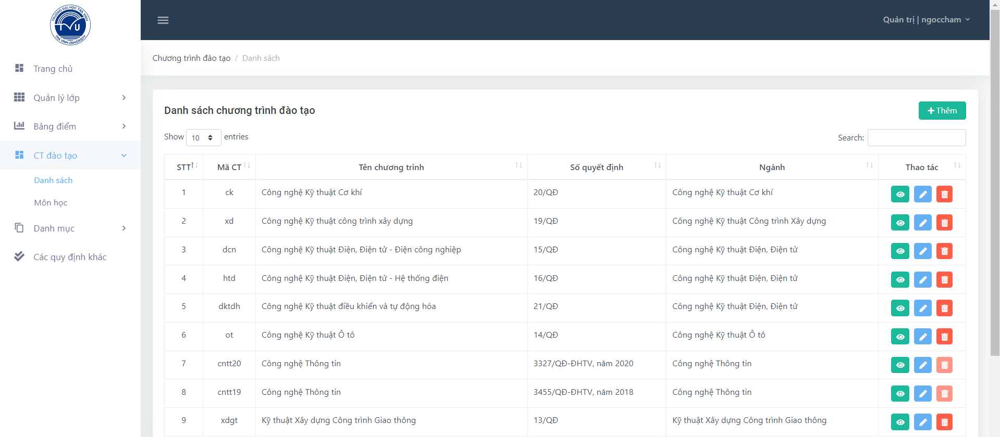 TRƯỜNG ĐẠI HỌC TRÀ VINH
TVU
TRA VINH UNIVERSITY
Quản trị | ngoccham
Trang chủ
Quản lý lớp
Bảng điểm
CT đào tạo
Danh sách
Môn học
Danh mục
Các quy định khác
Chương trình đào tạo / Danh sách
Danh sách chương trình đào tạo
Thêm
Show 10 entries
Search:
STT Mã CT Tên chương trình Số quyết định Ngành Thao tác
1 ck Công nghệ Kỹ thuật Cơ khí 20/QĐ Công nghệ Kỹ thuật Cơ khí
2 xd Công nghệ Kỹ thuật công trình xây dựng 19/QĐ Công nghệ Kỹ thuật Công trình Xây dựng
3 dcn Công nghệ Kỹ thuật Điện, Điện tử - Điện công nghiệp 15/QĐ Công nghệ Kỹ thuật Điện, Điện tử
4 htd Công nghệ Kỹ thuật Điện, Điện tử - Hệ thống điện 16/QĐ Công nghệ Kỹ thuật Điện, Điện tử
5 dktdh Công nghệ Kỹ thuật điều khiển và tự động hóa 21/QĐ Công nghệ Kỹ thuật Điện, Điện tử
6 ot Công nghệ Kỹ thuật Ô tô 14/QĐ Công nghệ Kỹ thuật Ô tô
7 cntt20 Công nghệ Thông tin 3327/QĐ-ĐHTV, năm 2020 Công nghệ Thông tin
8 cntt19 Công nghệ Thông tin 3455/QĐ-ĐHTV, năm 2018 Công nghệ Thông tin
9 xdgt Kỹ thuật Xây dựng Công trình Giao thông 13/QĐ Kỹ thuật Xây dựng Công trình Giao thông